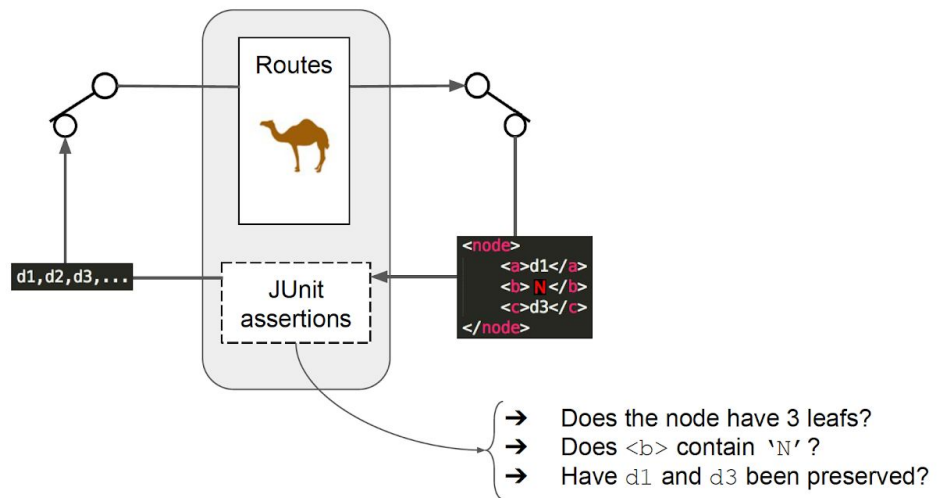 Routes
d1,d2,d3,...
JUnit
assertions
<node>
<a>d1</a>
<b> N </b>
<c>d3</c>
</node>
➔ Does the node have 3 leafs?
➔ Does <b> contain ‘N’?
➔ Have d1 and d3 been preserved?